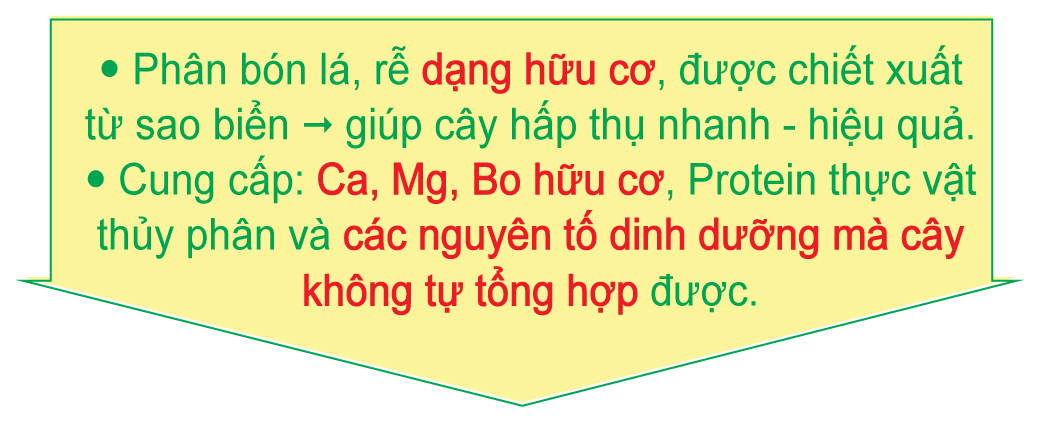 • Phân bón lá, rễ dạng hữu cơ, được chiết xuất
từ sao biển → giúp cây hấp thụ nhanh - hiệu quả.
• Cung cấp: Ca, Mg, Bo hữu cơ, Protein thực vật
thủy phân và các nguyên tố dinh dưỡng mà cây
không tự tổng hợp được.